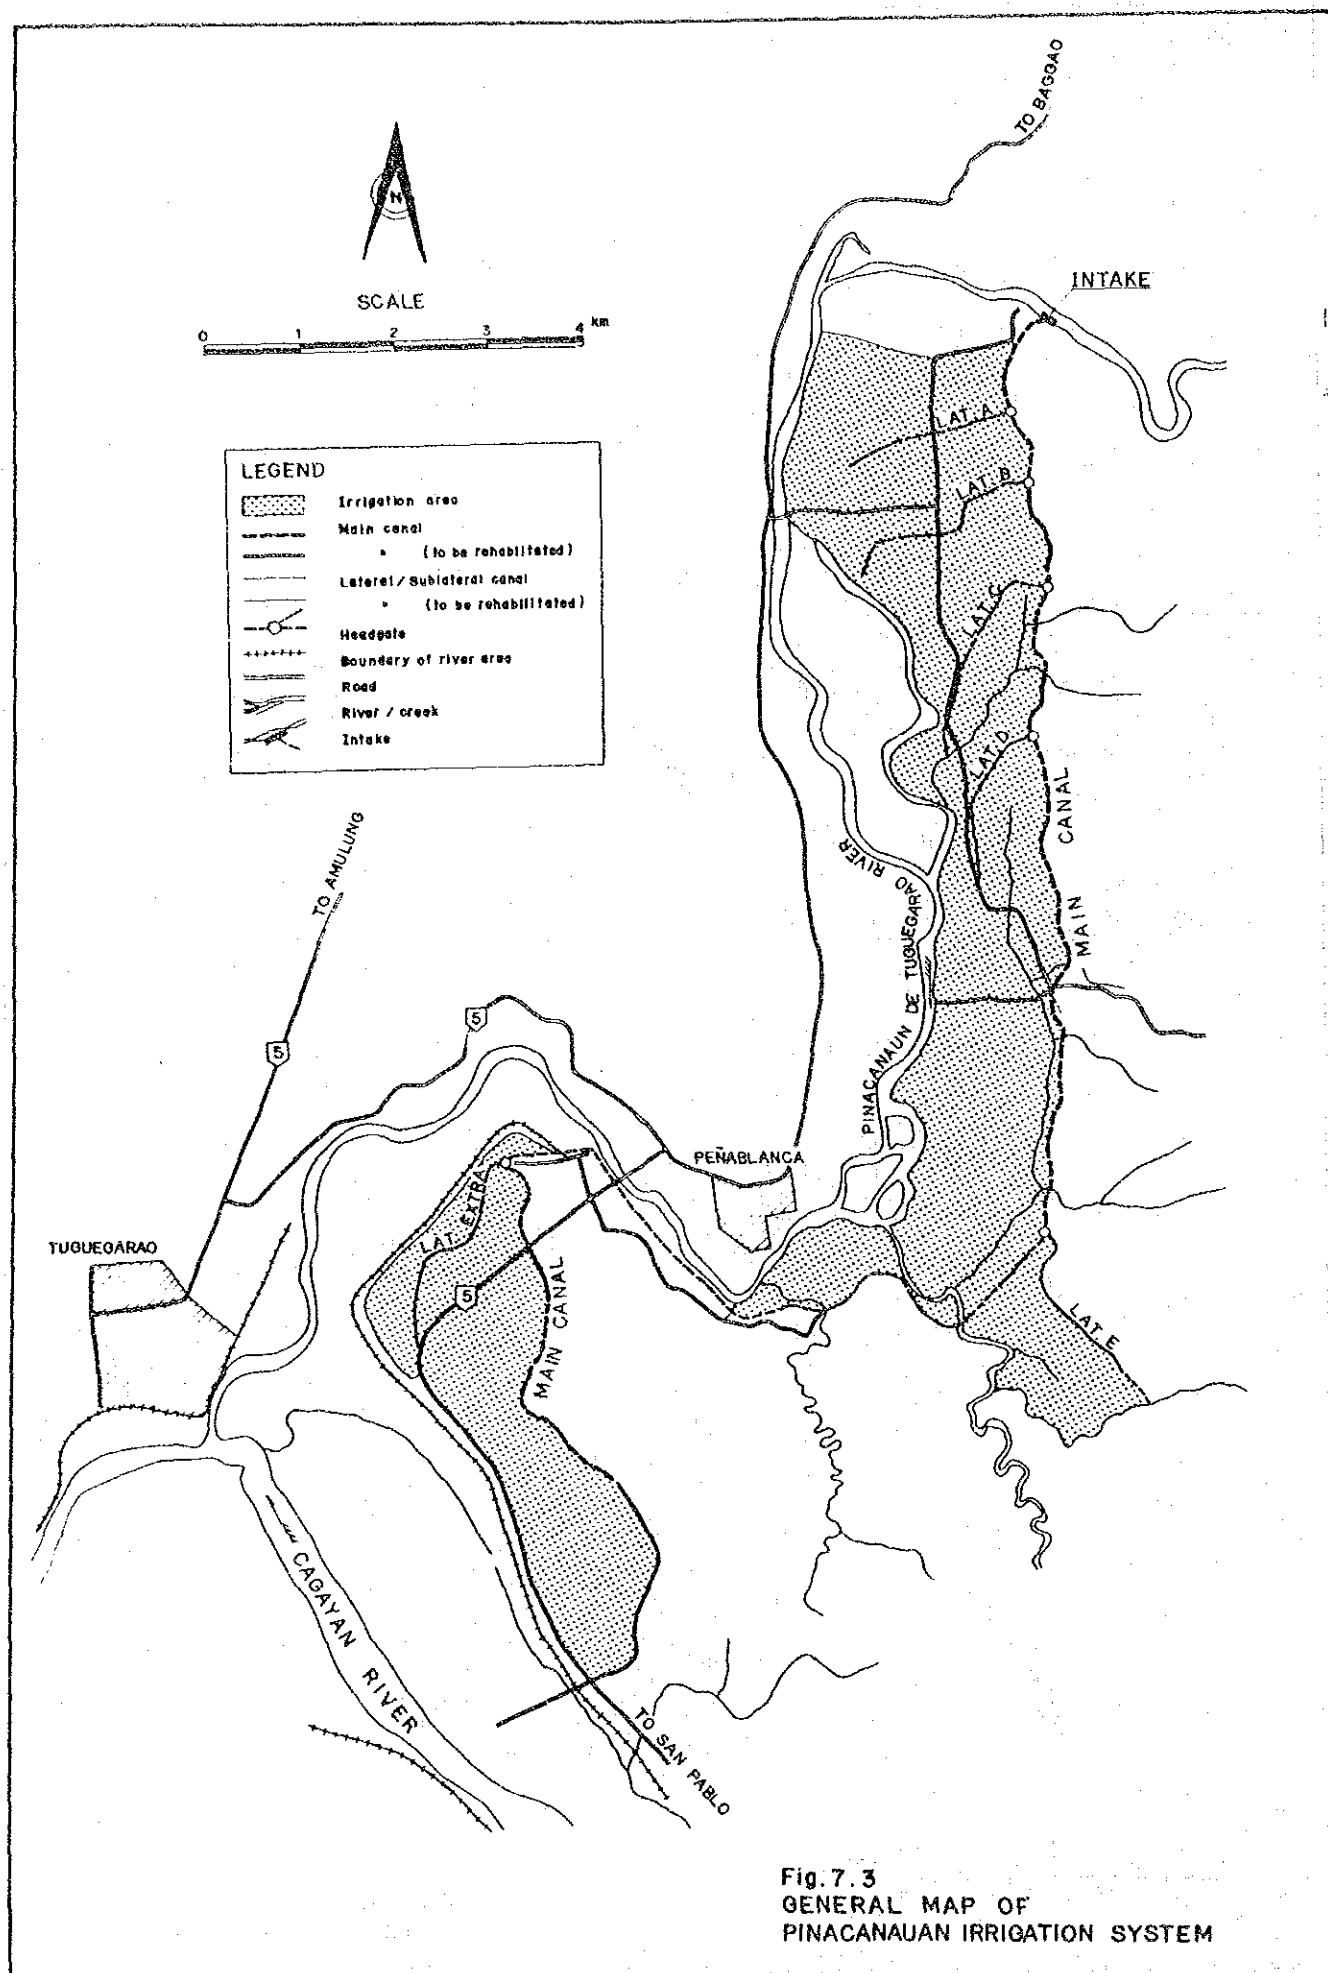 TO BAGGAO
N
SCALE
0 1 2 3 4 km
INTAKE
LAT. A
LAT. B
LAT. C
LAT. D
LEGEND
Irrigation area
Main canal
" (to be rehabilitated)
Lateral / Sublateral canal
" (to be rehabilitated)
Headgate
Boundary of river area
Road
River / creek
Intake
MAIN CANAL
TO AMULUNG
PINACANAUN DE TUGUEGARAO RIVER
5
5
PEÑABLANCA
LAT. EXTRA
TUGUEGARAO
5
MAIN CANAL
LAT. E
CAGAYAN RIVER
TO SAN PABLO
Fig. 7.3
GENERAL MAP OF
PINACANAUAN IRRIGATION SYSTEM